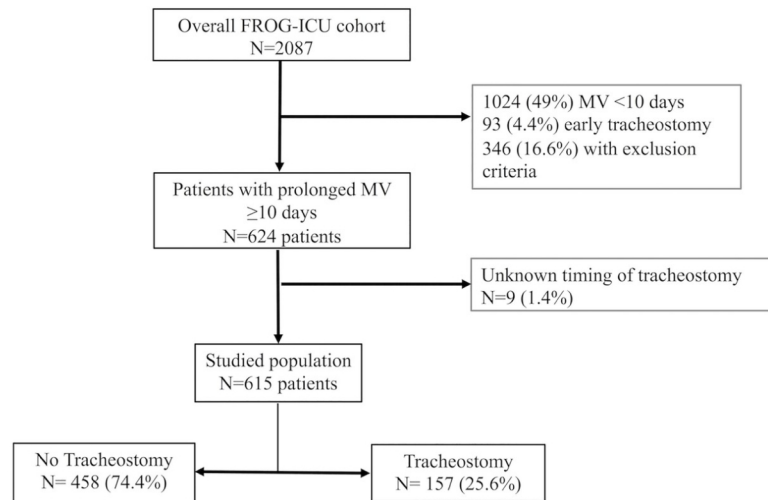 Overall FROG-ICU cohort
N=2087
1024 (49%) MV <10 days
93 (4.4%) early tracheostomy
346 (16.6%) with exclusion
criteria
Patients with prolonged MV
≥10 days
N=624 patients
Unknown timing of tracheostomy
N=9 (1.4%)
Studied population
N=615 patients
No Tracheostomy
N= 458 (74.4%)
Tracheostomy
N= 157 (25.6%)